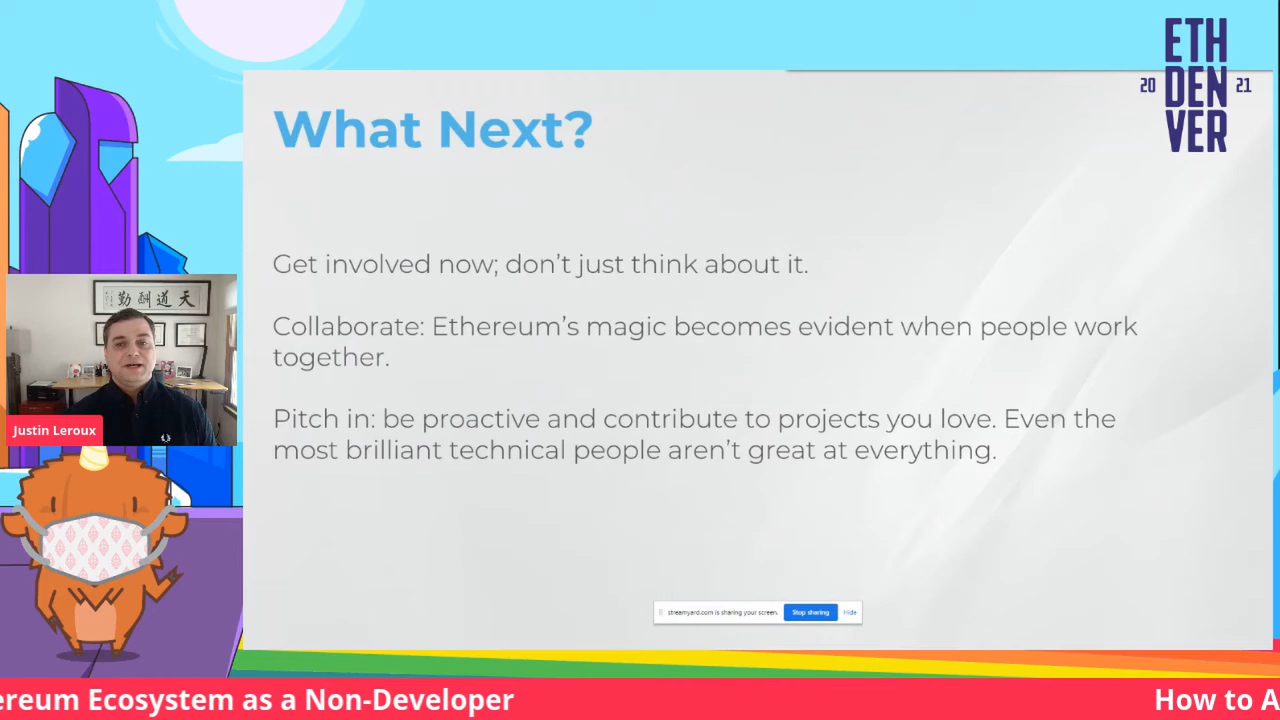 ETH
20 DEN 21
VER
What Next?
Get involved now; don’t just think about it.
Collaborate: Ethereum’s magic becomes evident when people work
together.
Pitch in: be proactive and contribute to projects you love. Even the
most brilliant technical people aren’t great at everything.
勤酬道天
Justin Leroux
streamyard.com is sharing your screen. Stop sharing Hide
ereum Ecosystem as a Non-Developer
How to A